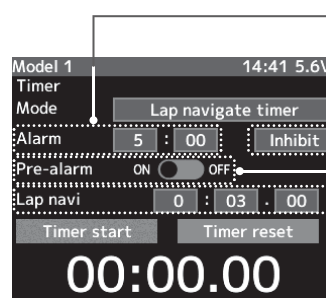 Model 1 14:41 5.6V
Timer
Mode Lap navigate timer
Alarm 5 : 00 Inhibit
Pre-alarm ON OFF
Lap navi 0 : 03 . 00
Timer start Timer reset
00:00.00